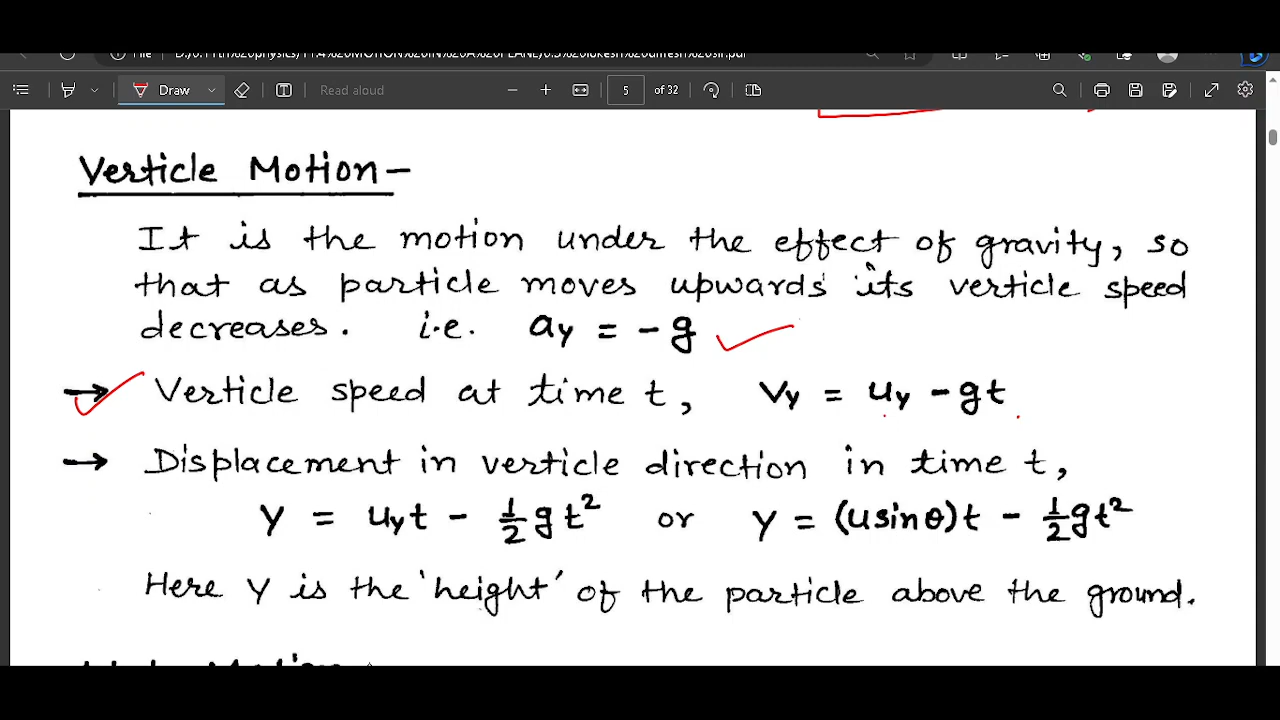 File
Draw
Read aloud
5 of 32
Verticle Motion-
It is the motion under the effect of gravity, so
that as particle moves upwards its verticle speed
decreases. i.e. ay = -g
→ Verticle speed at time t, vy = uy - gt
→ Displacement in verticle direction in time t,
y = uyt - 1/2 gt² or y = (usinθ)t - 1/2 gt²
Here y is the 'height' of the particle above the ground.
Motion